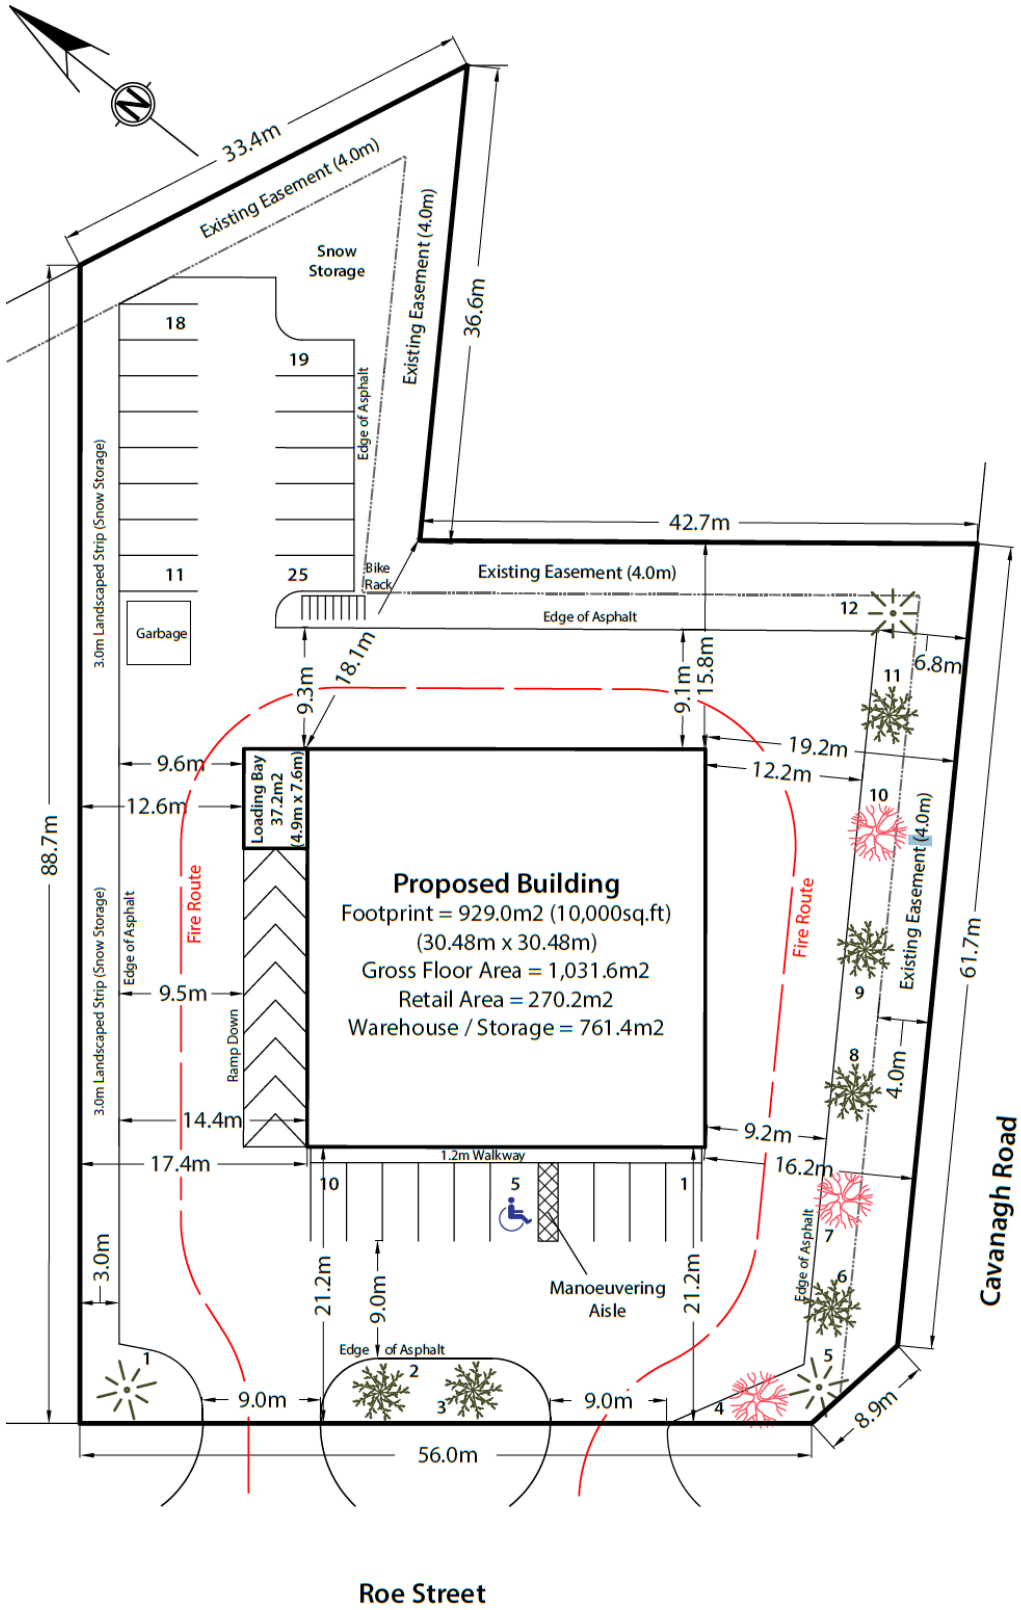 N
33.4m
Existing Easement (4.0m)
Snow
Storage
Existing Easement (4.0m)
36.6m
18
19
Edge of Asphalt
3.0m Landscaped Strip (Snow Storage)
11
25
Bike
Rack
42.7m
Existing Easement (4.0m)
12
Edge of Asphalt
Garbage
9.3m
18.1m
9.1m
15.8m
6.8m
11
19.2m
12.2m
9.6m
12.6m
Loading Bay
37.2m2
(4.9m x 7.6m)
10
88.7m
Fire Route
Edge of Asphalt
3.0m Landscaped Strip (Snow Storage)
Proposed Building
Footprint = 929.0m2 (10,000sq.ft)
(30.48m x 30.48m)
Gross Floor Area = 1,031.6m2
Retail Area = 270.2m2
Warehouse / Storage = 761.4m2
Fire Route
Existing Easement (4.0m)
61.7m
9
9.5m
Ramp Down
8
4.0m
14.4m
17.4m
9.2m
16.2m
1.2m Walkway
10
5
1
7
Edge of Asphalt
6
3.0m
21.2m
9.0m
Manoeuvering
Aisle
21.2m
Cavanagh Road
1
Edge of Asphalt
2
3
5
4
9.0m
9.0m
8.9m
56.0m
Roe Street